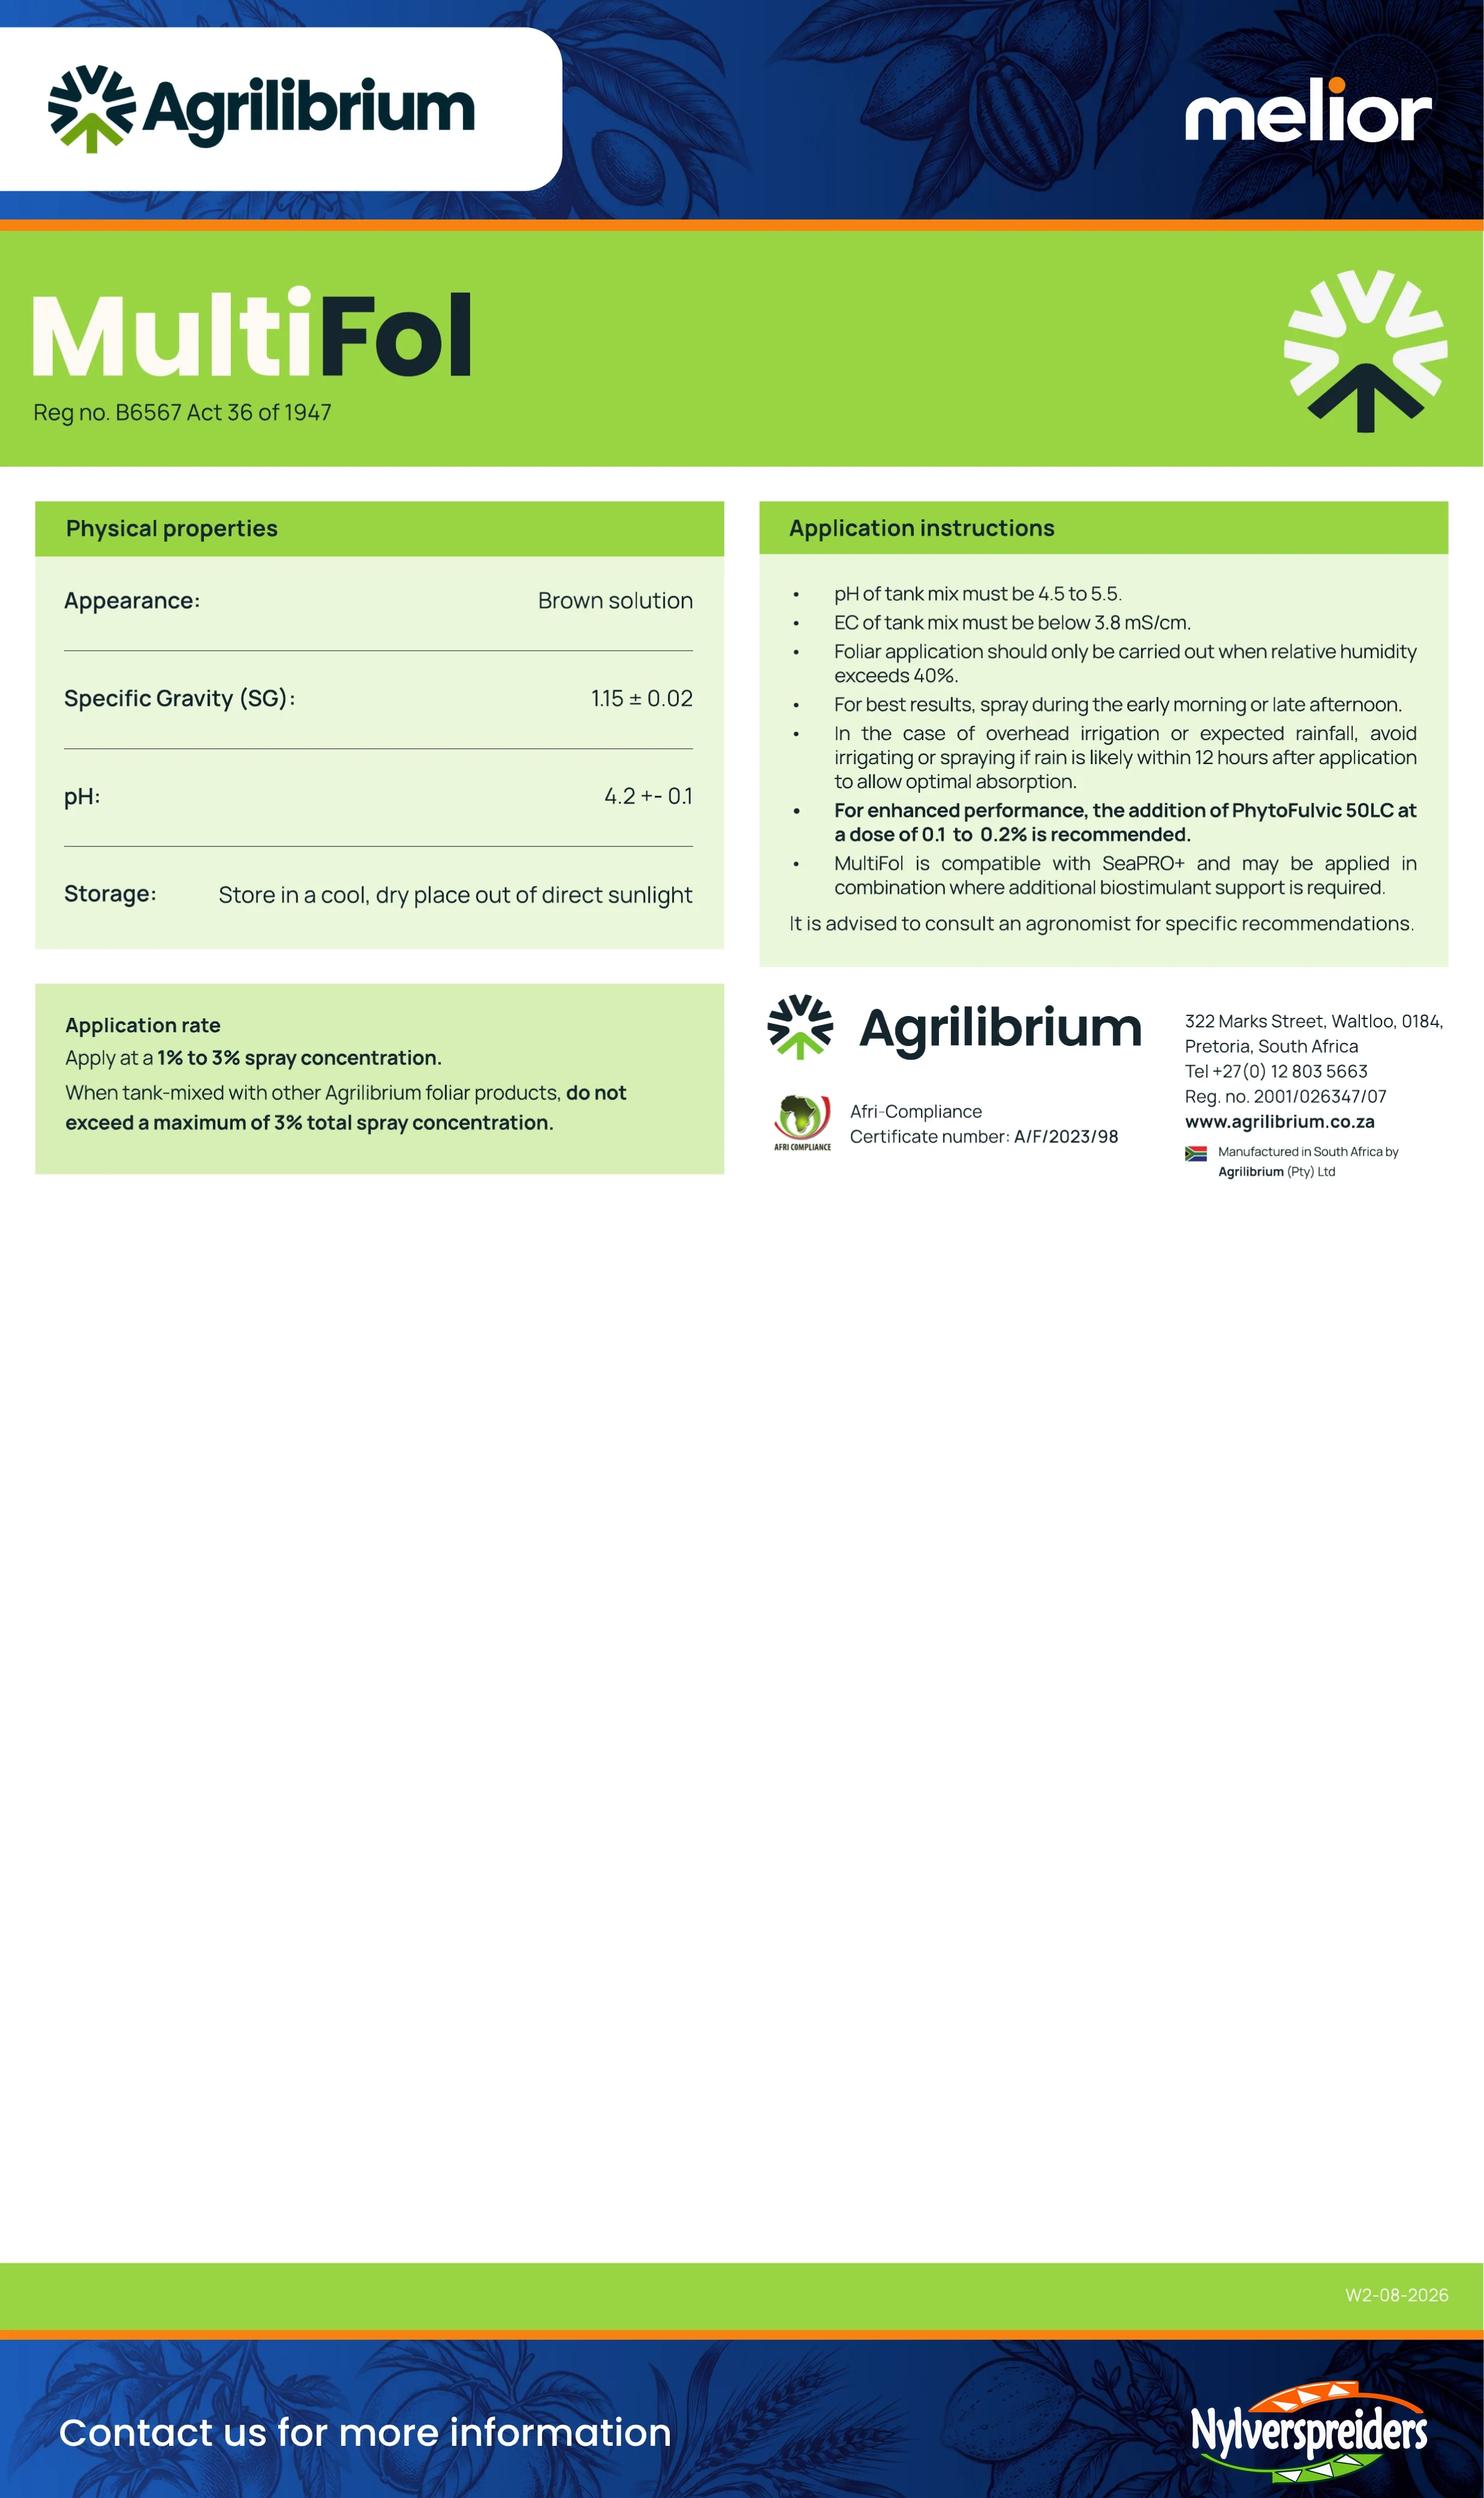 Agrilibrium
melior
MultiFol
Reg no. B6567 Act 36 of 1947
Physical properties
Appearance: Brown solution
Specific Gravity (SG): 1.15 ± 0.02
pH: 4.2 +- 0.1
Storage: Store in a cool, dry place out of direct sunlight
Application rate
Apply at a 1% to 3% spray concentration.
When tank-mixed with other Agrilibrium foliar products, do not
exceed a maximum of 3% total spray concentration.
Application instructions
• pH of tank mix must be 4.5 to 5.5.
• EC of tank mix must be below 3.8 mS/cm.
• Foliar application should only be carried out when relative humidity
exceeds 40%.
• For best results, spray during the early morning or late afternoon.
• In the case of overhead irrigation or expected rainfall, avoid
irrigating or spraying if rain is likely within 12 hours after application
to allow optimal absorption.
• For enhanced performance, the addition of PhytoFulvic 50LC at
a dose of 0.1 to 0.2% is recommended.
• MultiFol is compatible with SeaPRO+ and may be applied in
combination where additional biostimulant support is required.
It is advised to consult an agronomist for specific recommendations.
Agrilibrium
AFRI COMPLIANCE
Afri-Compliance
Certificate number: A/F/2023/98
322 Marks Street, Waltloo, 0184,
Pretoria, South Africa
Tel +27(0) 12 803 5663
Reg. no. 2001/026347/07
www.agrilibrium.co.za
Manufactured in South Africa by
Agrilibrium (Pty) Ltd
W2-08-2026
Contact us for more information
Nylverspreiders